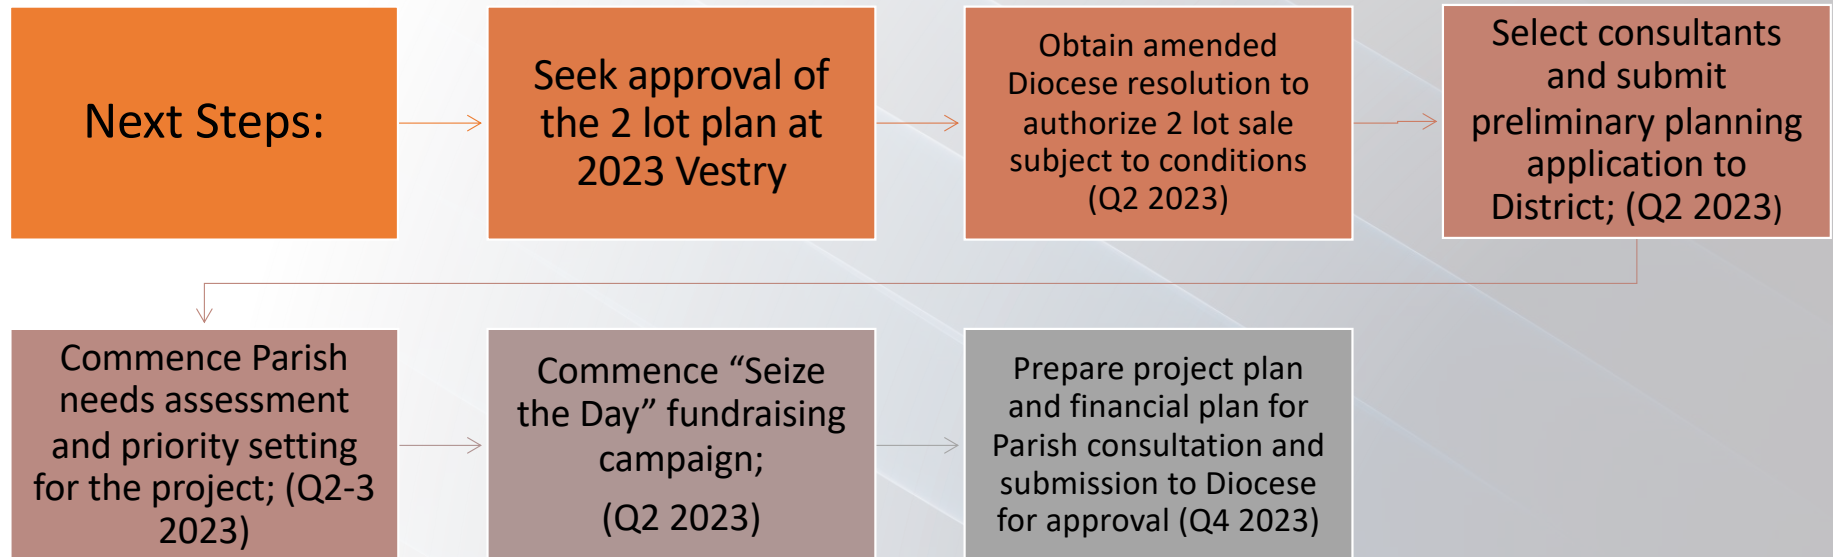 Next Steps:
Seek approval of
the 2 lot plan at
2023 Vestry
Obtain amended
Diocese resolution to
authorize 2 lot sale
subject to conditions
(Q2 2023)
Select consultants
and submit
preliminary planning
application to
District; (Q2 2023)
Commence Parish
needs assessment
and priority setting
for the project; (Q2-3
2023)
Commence “Seize
the Day” fundraising
campaign;
(Q2 2023)
Prepare project plan
and financial plan for
Parish consultation and
submission to Diocese
for approval (Q4 2023)